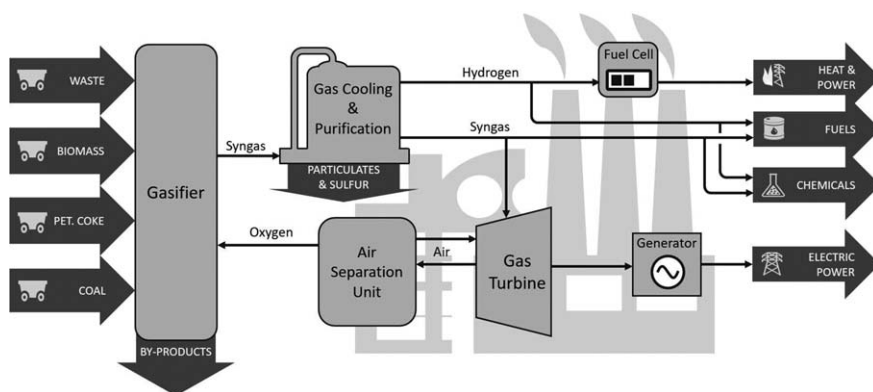 WASTE
BIOMASS
PET. COKE
COAL
Gasifier
BY-PRODUCTS
Syngas
Gas Cooling
&
Purification
PARTICULATES
& SULFUR
Hydrogen
Syngas
Fuel Cell
Oxygen
Air
Separation
Unit
Air
Gas
Turbine
Generator
HEAT &
POWER
FUELS
CHEMICALS
ELECTRIC
POWER